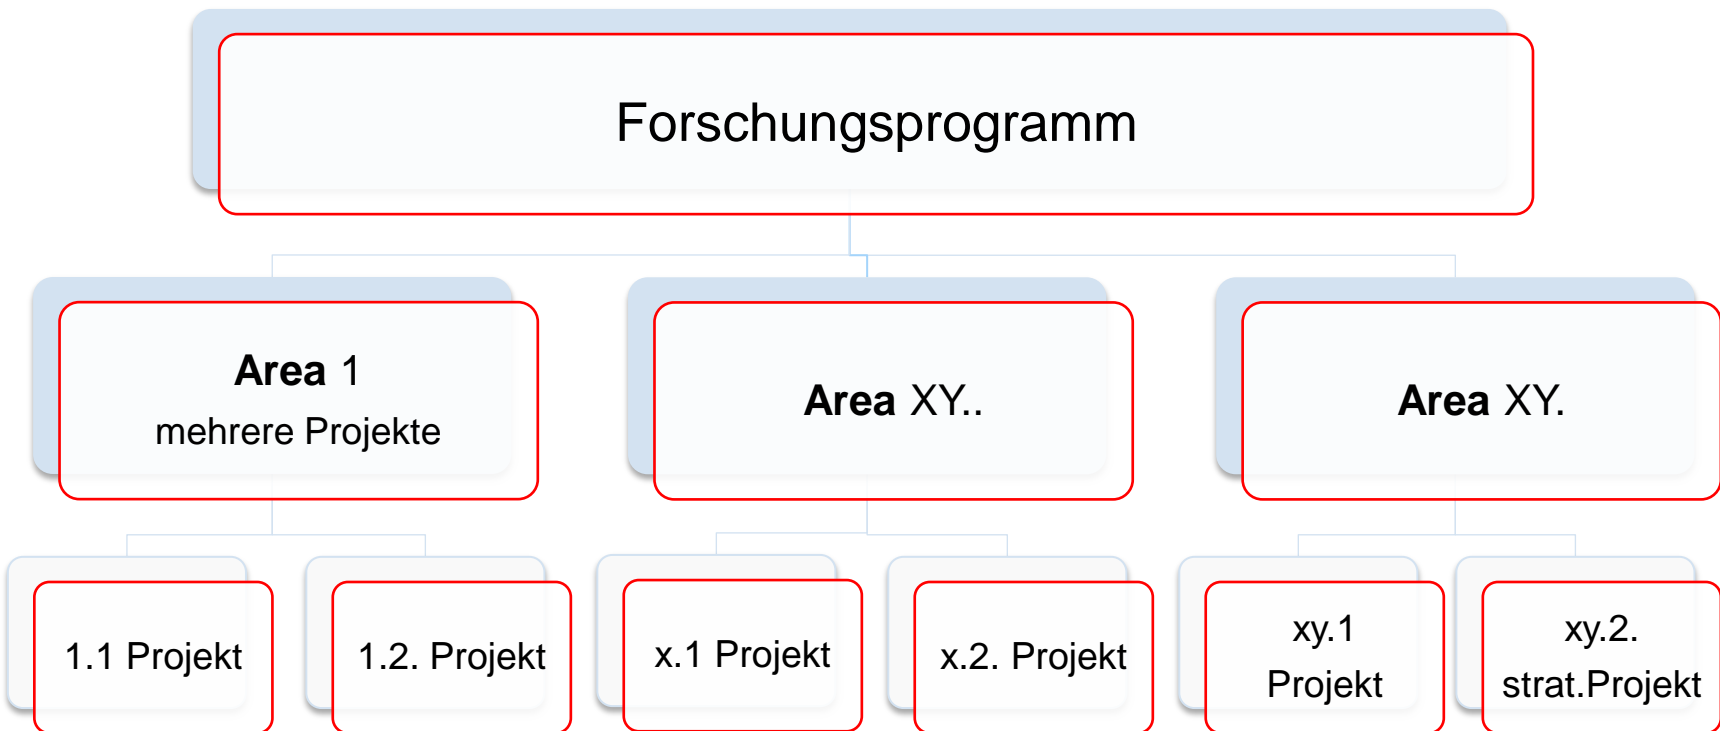 Forschungsprogramm
Area 1
mehrere Projekte
Area XY..
Area XY.
1.1 Projekt
1.2. Projekt
x.1 Projekt
x.2. Projekt
xy.1
Projekt
xy.2.
strat.Projekt